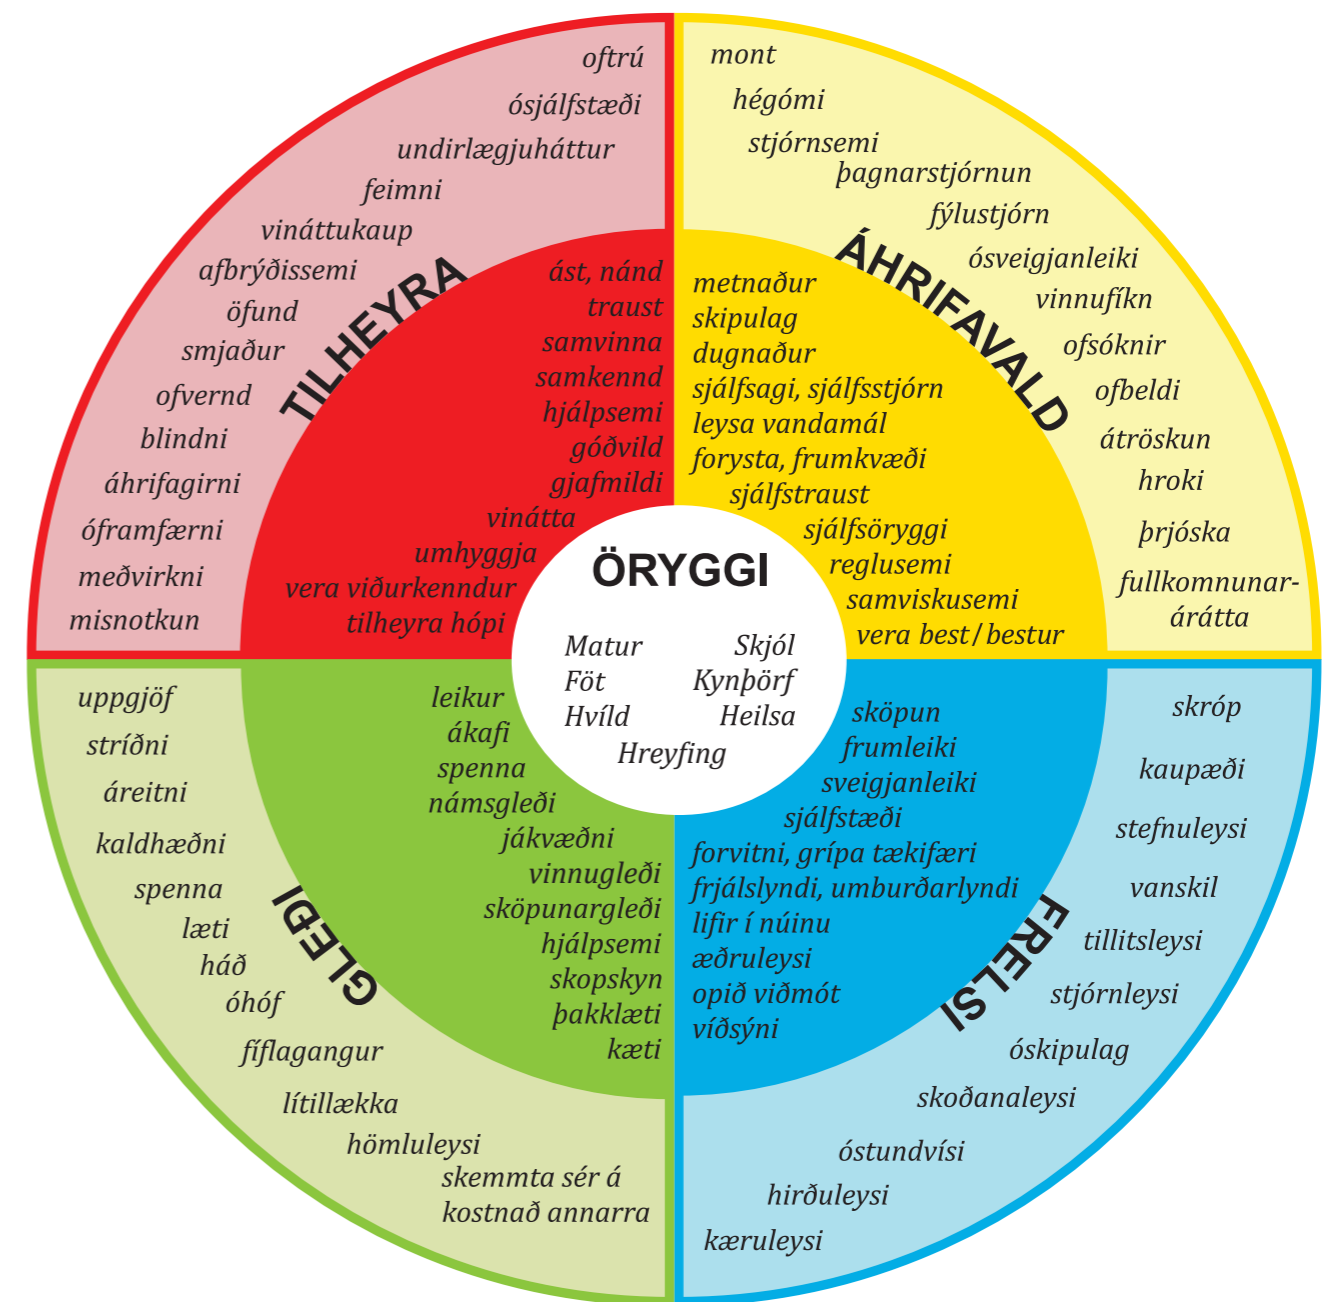 oftrú
ósjálfstæði
undirlægjuháttur
feimni
vináttukaup
afbrýðissemi
öfund
smjaður
ofvernd
blindni
áhrifagirni
óframfærni
meðvirkni
misnotkun
TILHEYRA
ást, nánd
traust
samvinna
samkennd
hjálpsemi
góðvild
gjafmildi
vinátta
umhyggja
vera viðurkenndur
tilheyra hópi
mont
hégómi
stjórnsemi
þagnarstjórnun
fýlustjórn
ósveigjanleiki
vinnufíkn
ofsóknir
ofbeldi
átröskun
hroki
þrjóska
fullkomnunar-
árátta
ÁHRIFAVALD
metnaður
skipulag
dugnaður
sjálfsagi, sjálfsstjórn
leysa vandamál
forysta, frumkvæði
sjálfstraust
sjálfsöryggi
reglusemi
samviskusemi
vera best/bestur
ÖRYGGI
Matur Skjól
Föt Kynþörf
Hvíld Heilsa
Hreyfing
uppgjöf
stríðni
áreitni
kaldhæðni
spenna
læti
háð
óhóf
fíflagangur
lítillækka
hömluleysi
skemmta sér á
kostnað annarra
GLEÐI
leikur
ákafi
spenna
námsgleði
jákvæðni
vinnugleði
sköpunargleði
hjálpsemi
skopskyn
þakklæti
kæti
sköpun
frumleiki
sveigjanleiki
sjálfstæði
forvitni, grípa tækifæri
frjálslyndi, umburðarlyndi
lifir í núinu
æðruleysi
opið viðmót
víðsýni
FRELSI
skróp
kaupæði
stefnuleysi
vanskil
tillitsleysi
stjórnleysi
óskipulag
skoðanaleysi
óstundvísi
hirðuleysi
kæruleysi